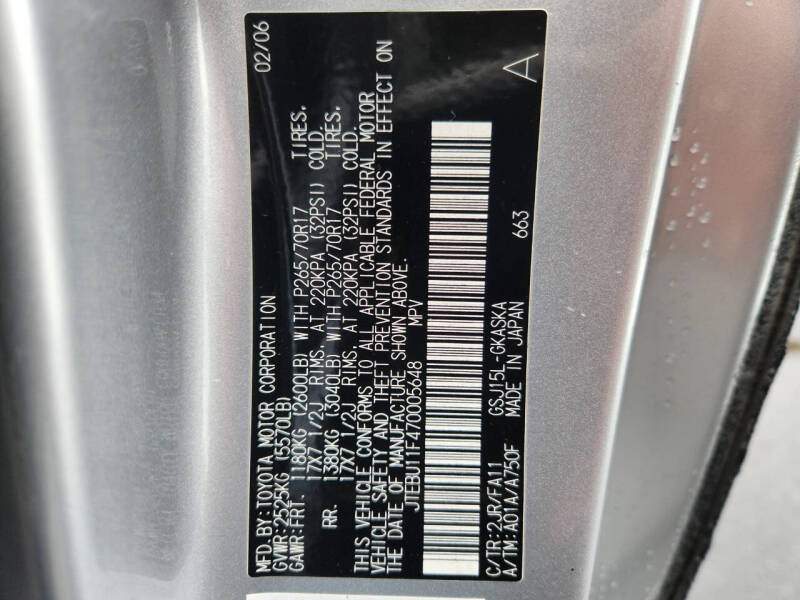 MFD.BY:TOYOTA MOTOR CORPORATION 02/06
GVWR:2525KG (5570LB)
GAWR:FRT. 1180KG (2600LB) WITH P265/70R17 TIRES,
17X7 1/2J RIMS, AT 220KPA (32PSI) COLD.
RR. 1380KG (3040LB) WITH P265/70R17 TIRES,
17X7 1/2J RIMS, AT 220KPA (32PSI) COLD.
THIS VEHICLE CONFORMS TO ALL APPLICABLE FEDERAL MOTOR
VEHICLE SAFETY AND THEFT PREVENTION STANDARDS IN EFFECT ON
THE DATE OF MANUFACTURE SHOWN ABOVE.
JTEBU11F470005648 MPV
C/TR:2JR/FA11 GSJ15L-GKASKA
A/TM:A01A/A750F MADE IN JAPAN 663 A